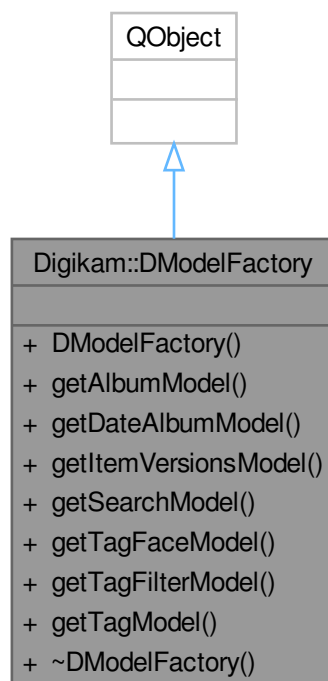 QObject
Digikam::DModelFactory
+ DModelFactory()
+ getAlbumModel()
+ getDateAlbumModel()
+ getItemVersionsModel()
+ getSearchModel()
+ getTagFaceModel()
+ getTagFilterModel()
+ getTagModel()
+ ~DModelFactory()